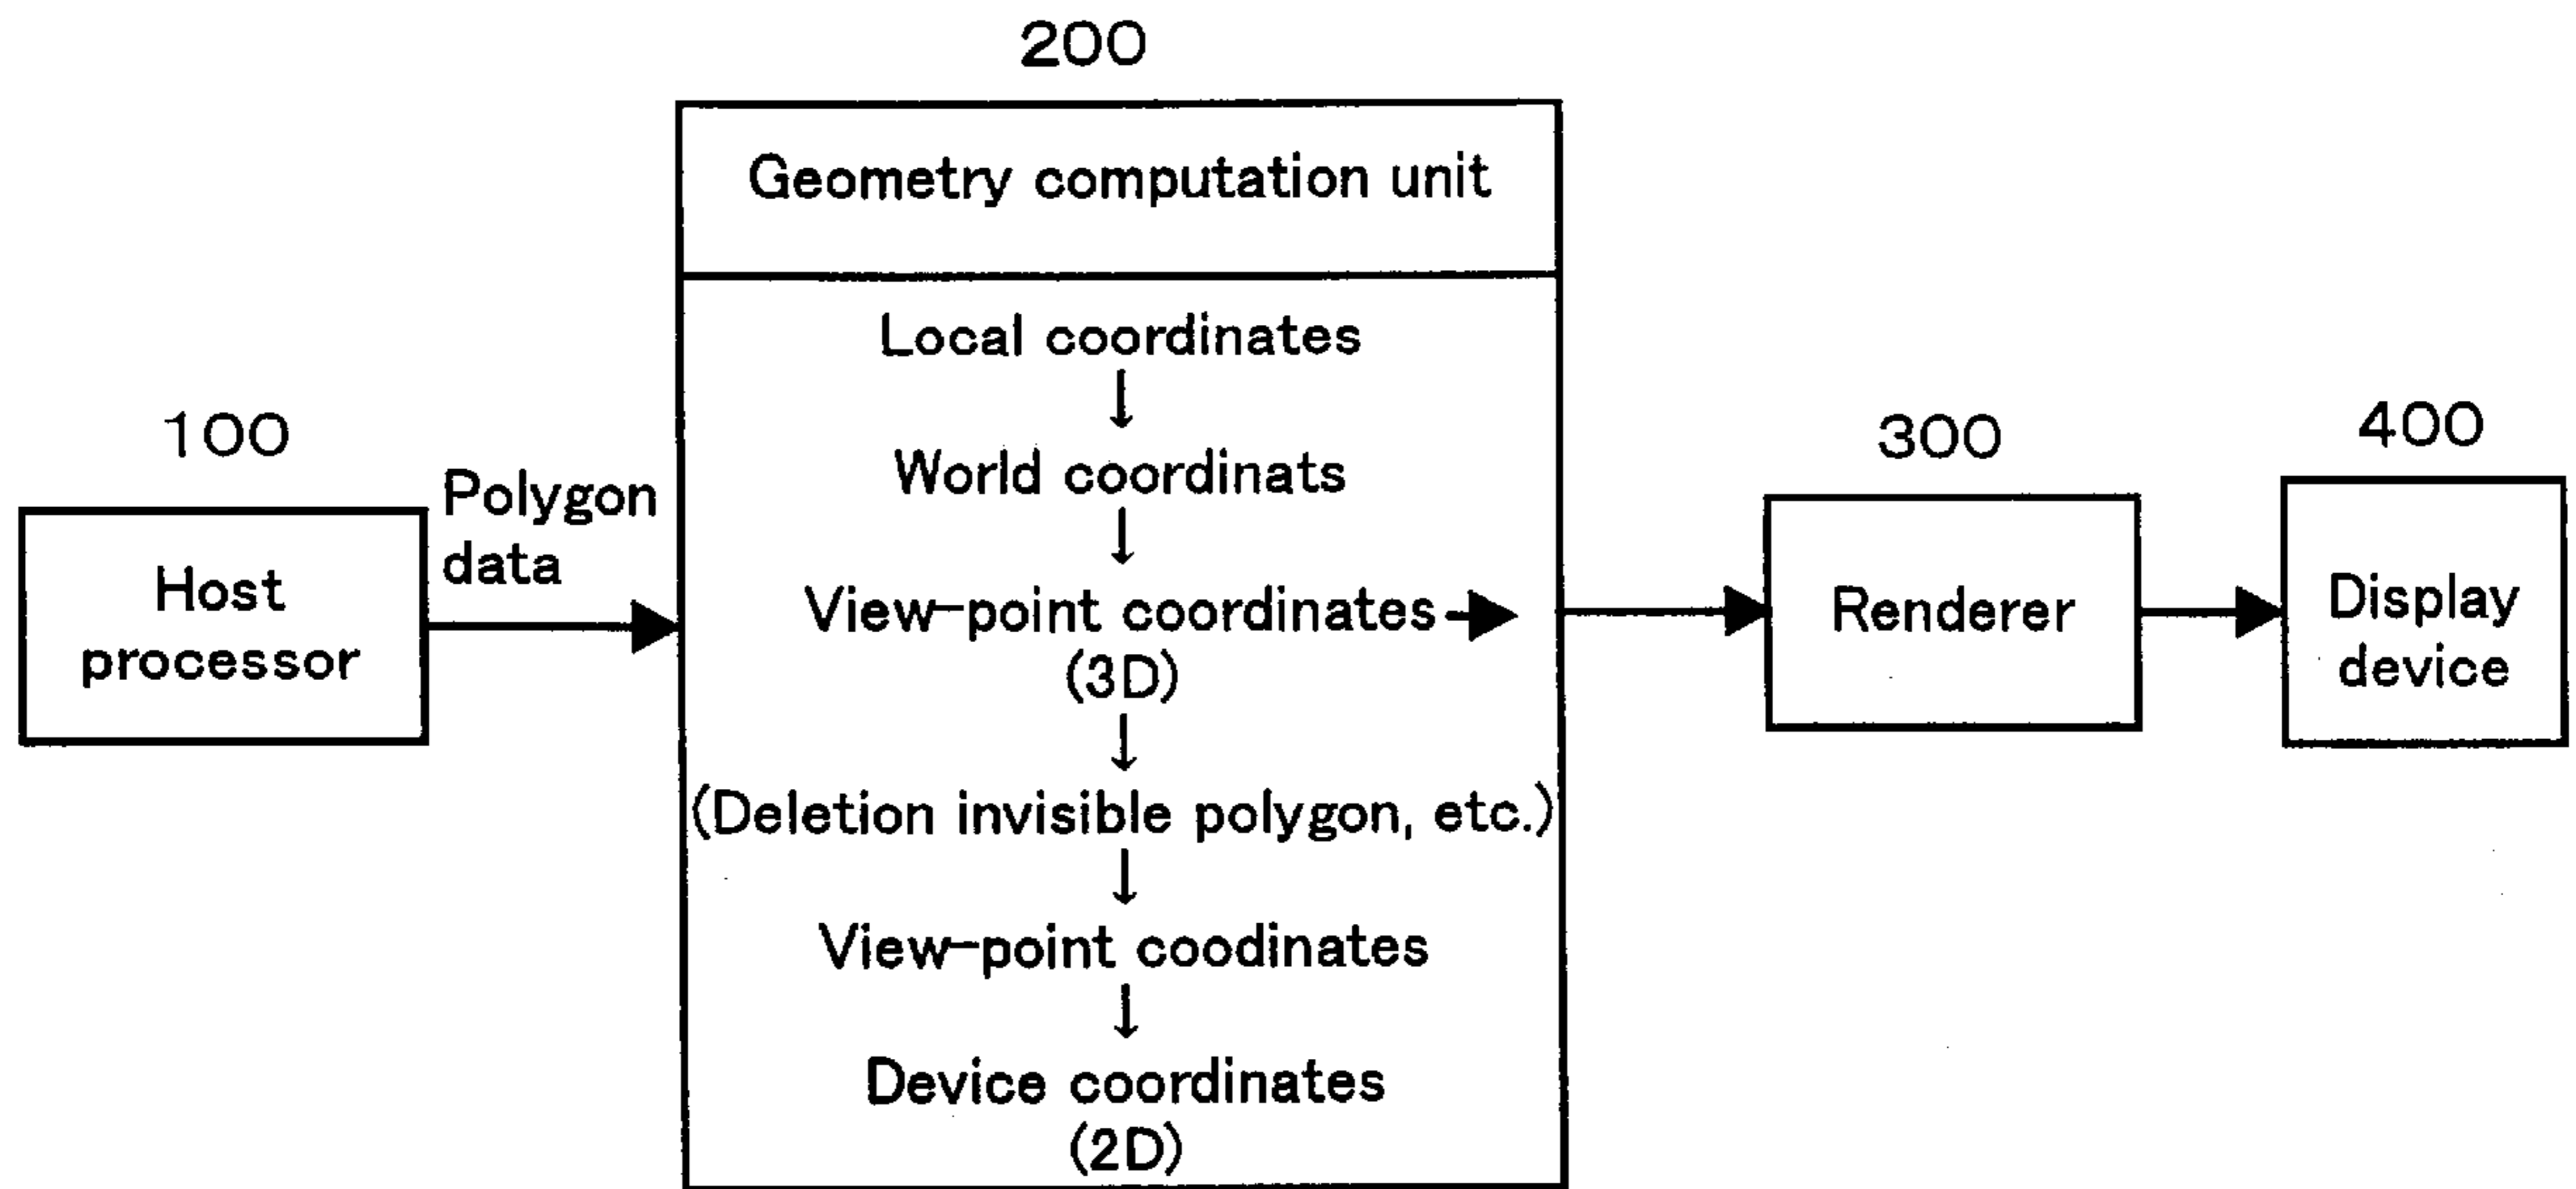 200
Geometry computation unit
Local coordinates
World coordinats
View-point coordinates
(3D)
(Deletion invisible polygon, etc.)
View-point coodinates
Device coordinates
(2D)
100
Host
processor
Polygon
data
300
Renderer
400
Display
device